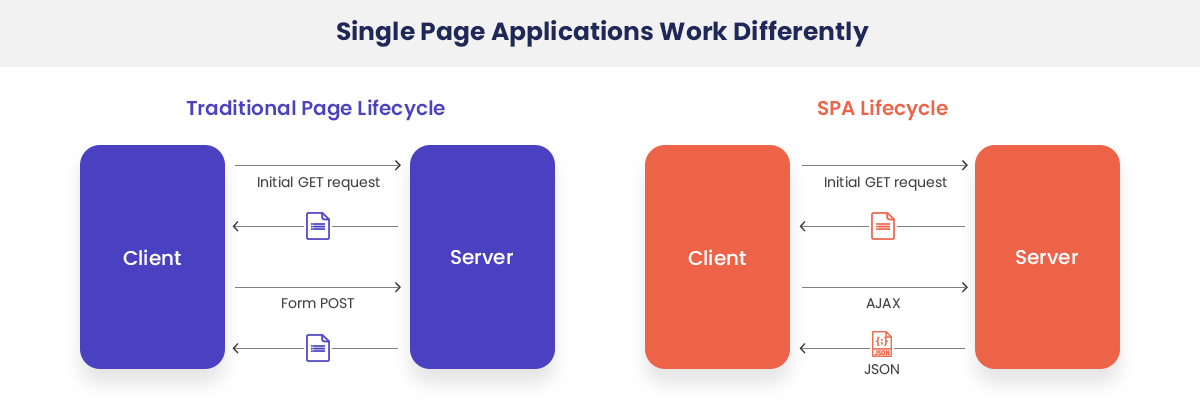 Single Page Applications Work Differently
Traditional Page Lifecycle
Client
Initial GET request
Form POST
Server
SPA Lifecycle
Client
Initial GET request
AJAX
{;}
JSON
JSON
Server